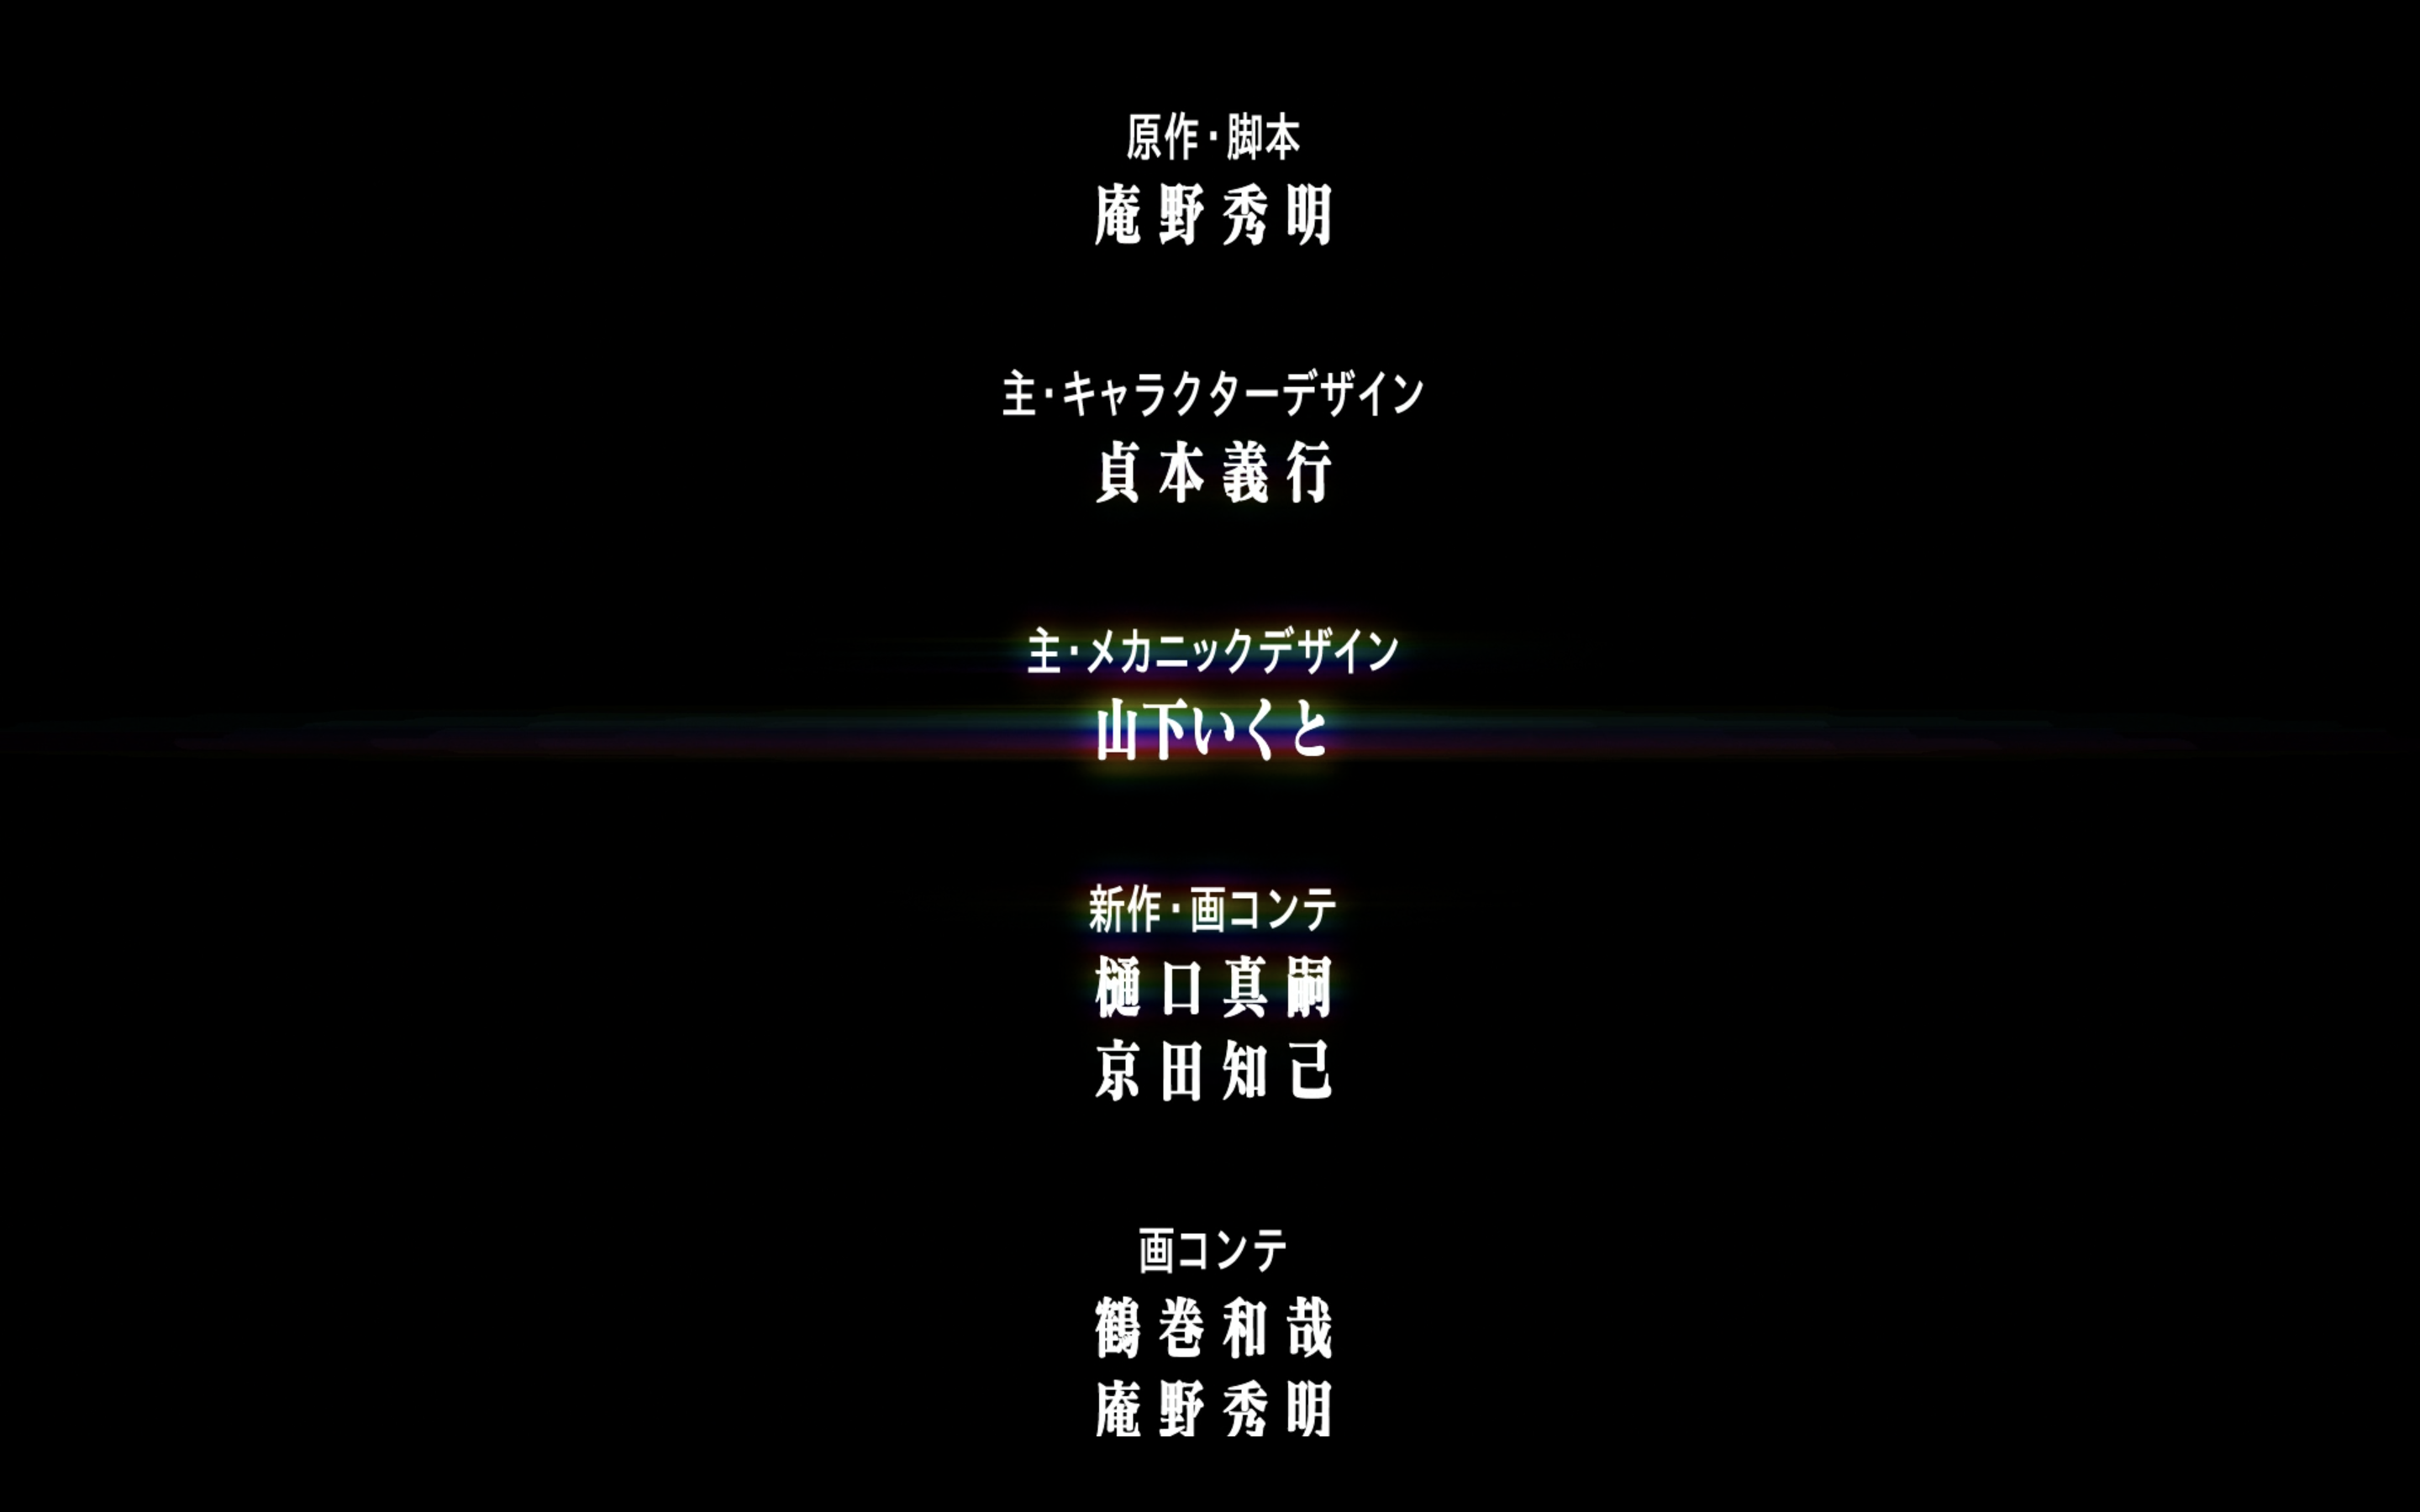 原作・脚本
庵野秀明
主・キャラクターデザイン
貞本義行
主・メカニックデザイン
山下いくと
新作・画コンテ
樋口真嗣
京田知己
画コンテ
鶴巻和哉
庵野秀明